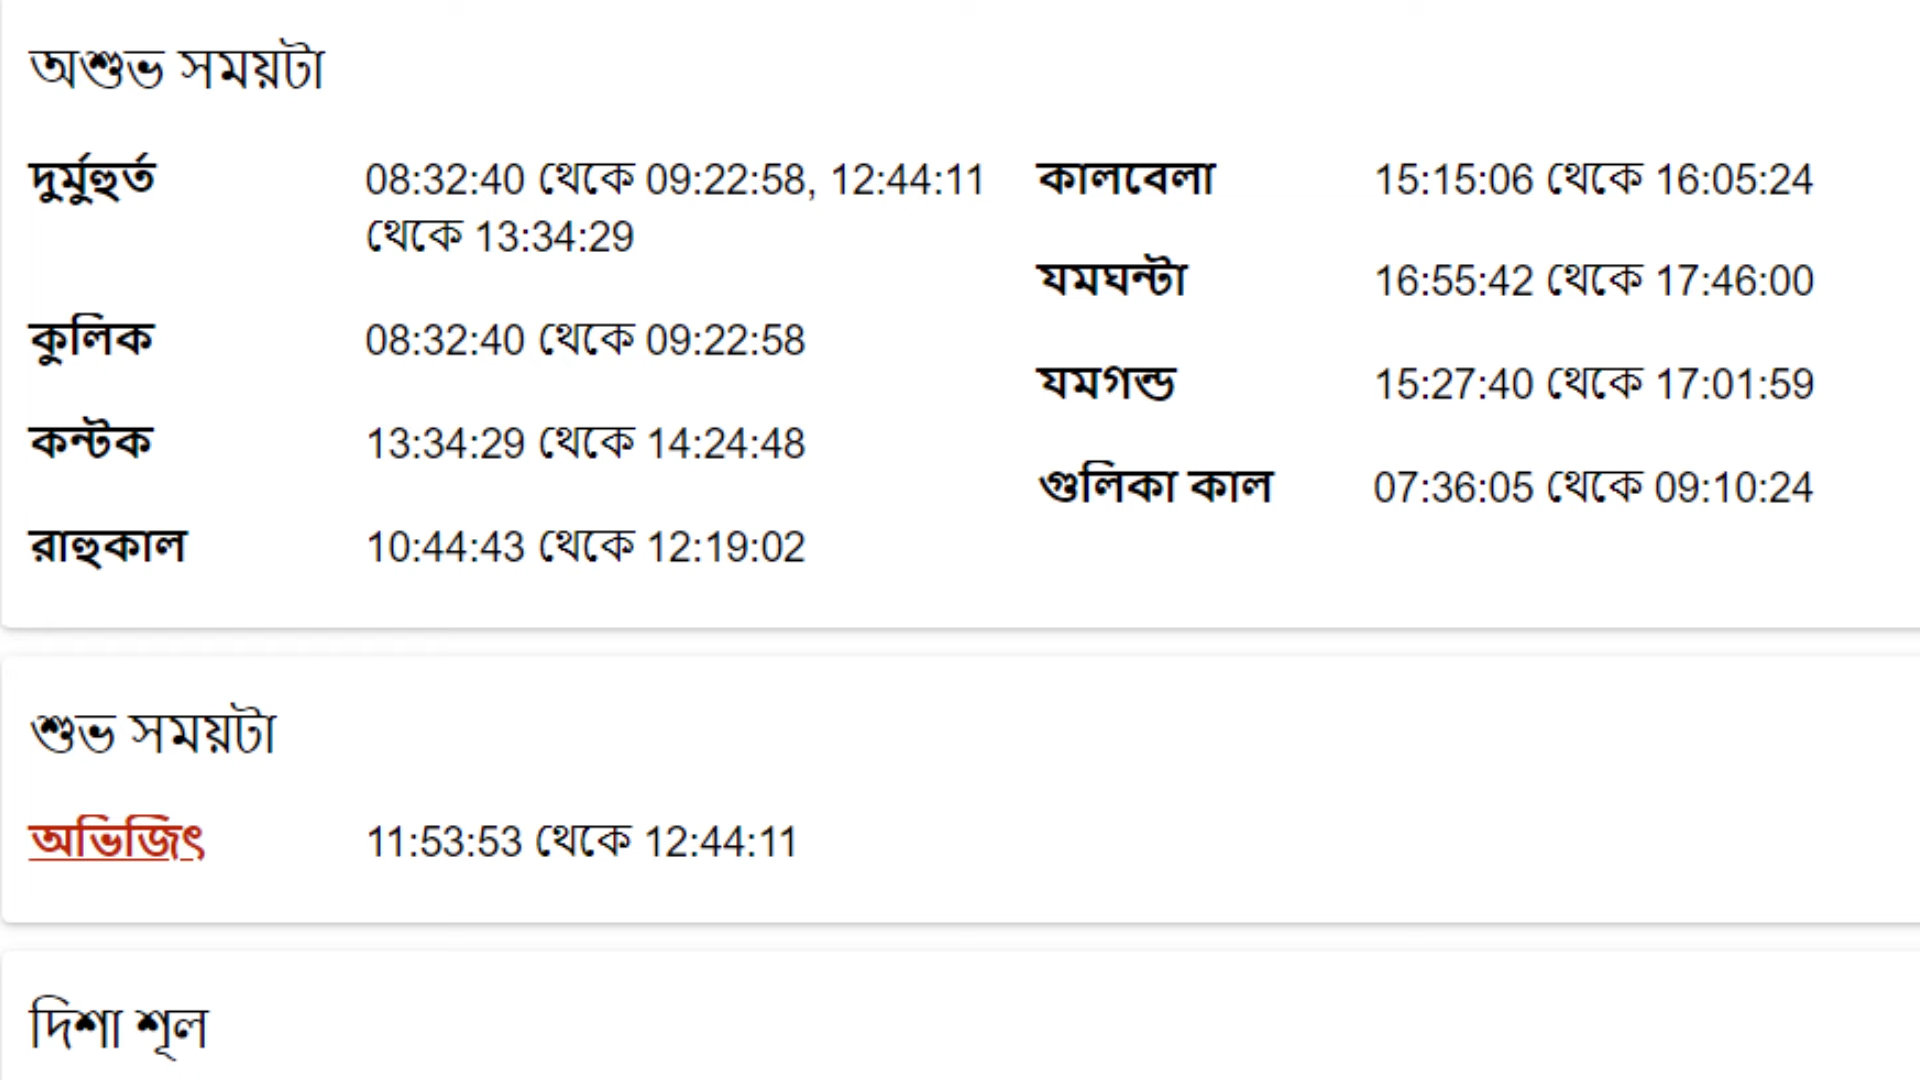 অশুভ সময়টা
দুর্মুহুর্ত 08:32:40 থেকে 09:22:58, 12:44:11
থেকে 13:34:29
কুলিক 08:32:40 থেকে 09:22:58
কন্টক 13:34:29 থেকে 14:24:48
রাহুকাল 10:44:43 থেকে 12:19:02
কালবেলা 15:15:06 থেকে 16:05:24
যমঘন্টা 16:55:42 থেকে 17:46:00
যমগন্ড 15:27:40 থেকে 17:01:59
গুলিকা কাল 07:36:05 থেকে 09:10:24
শুভ সময়টা
অভিজিৎ 11:53:53 থেকে 12:44:11
দিশা শূল